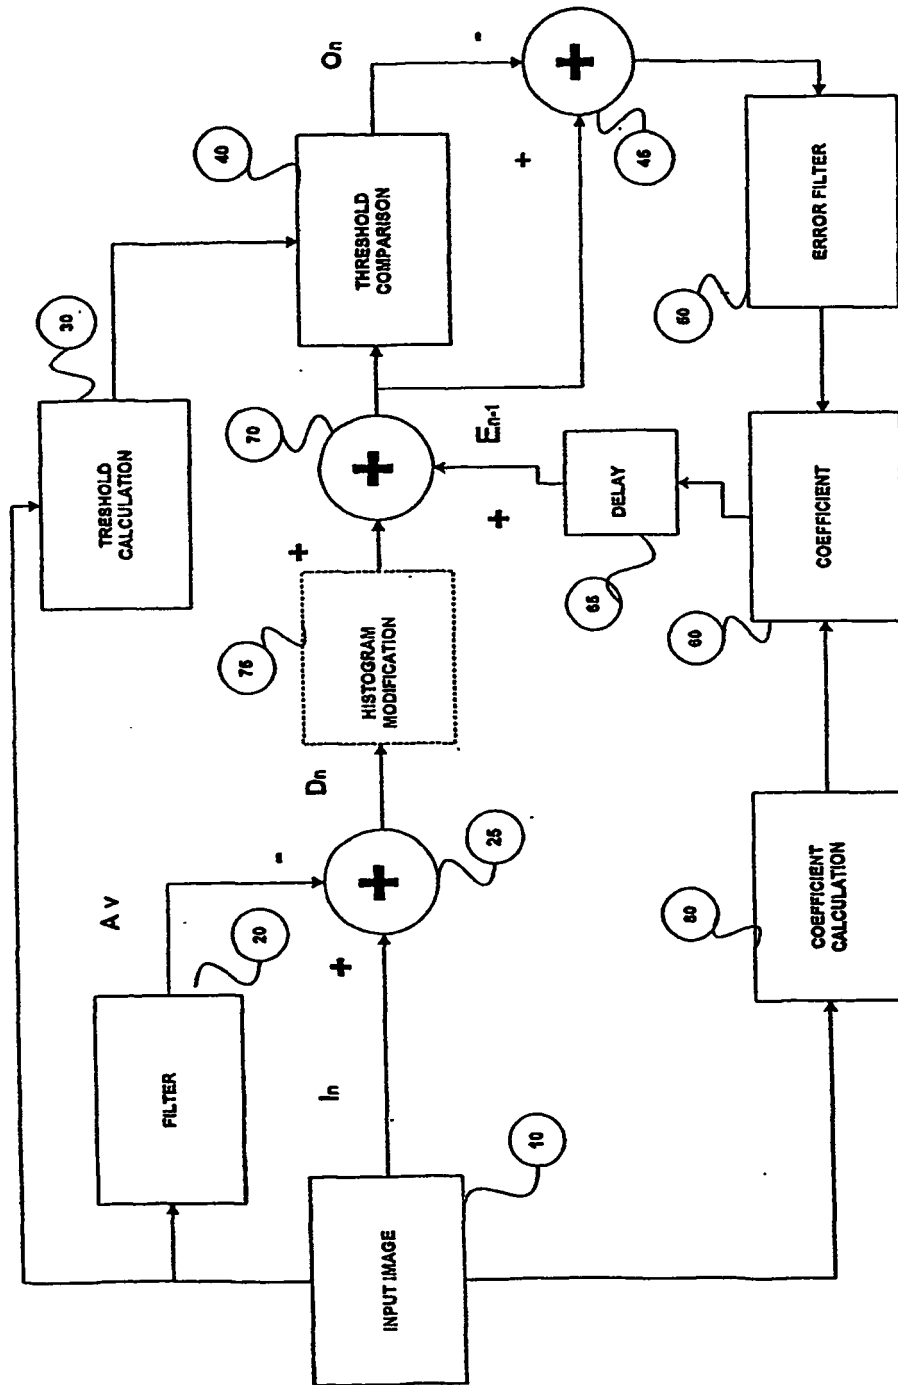 TRESHOLD
CALCULATION
30
FILTER
20
A v
-
INPUT IMAGE
10
In
+
25
Dn
HISTOGRAM
MODIFICATION
75
+
70
THRESHOLD
COMPARISON
40
On
-
+
45
+
En-1
DELAY
65
COEFFICIENT
CALCULATION
80
COEFFICIENT
60
ERROR FILTER
50